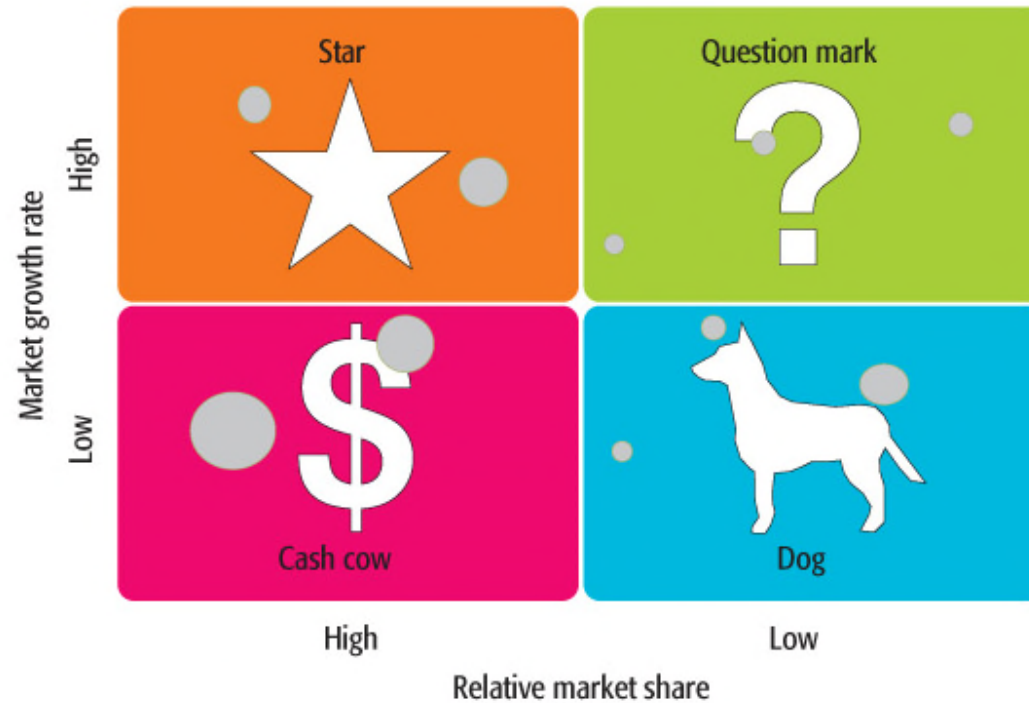 Star
Question mark
High
Market growth rate
Low
$
?
Cash cow
Dog
High
Low
Relative market share